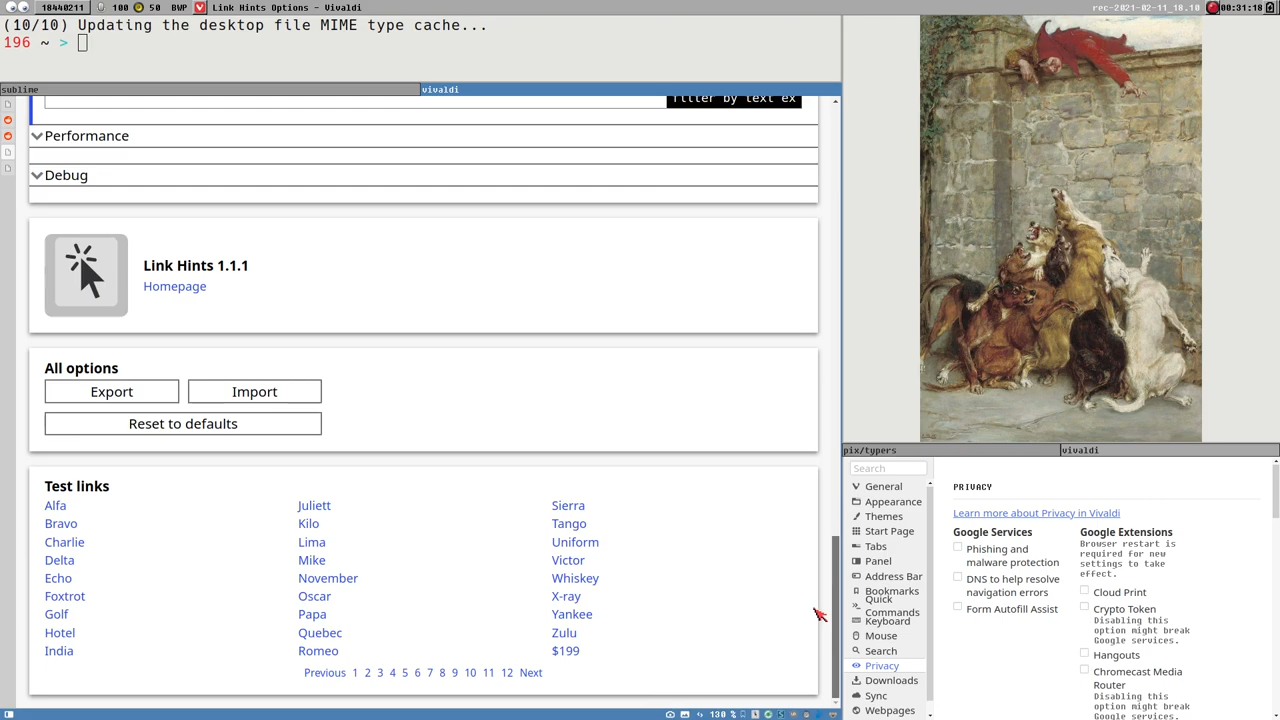 18440211 100 50 BWP Link Hints Options - Vivaldi rec-2021-02-11_18.10 00:31:18
(10/10) Updating the desktop file MIME type cache...
196 ~ >
sublime vivaldi
filter by text ex
Performance
Debug
Link Hints 1.1.1
Homepage
All options
Export Import
Reset to defaults
Test links
Alfa Juliett Sierra
Bravo Kilo Tango
Charlie Lima Uniform
Delta Mike Victor
Echo November Whiskey
Foxtrot Oscar X-ray
Golf Papa Yankee
Hotel Quebec Zulu
India Romeo $199
Previous 1 2 3 4 5 6 7 8 9 10 11 12 Next
130 %
pix/typers vivaldi
Search
General
Appearance
Themes
Start Page
Tabs
Panel
Address Bar
Bookmarks
Quick
Commands
Keyboard
Mouse
Search
Privacy
Downloads
Sync
Webpages
PRIVACY
Learn more about Privacy in Vivaldi
Google Services
Phishing and
malware protection
DNS to help resolve
navigation errors
Form Autofill Assist
Google Extensions
Browser restart is
required for new
settings to take
effect.
Cloud Print
Crypto Token
Disabling this
option might break
Google services.
Hangouts
Chromecast Media
Router
Disabling this
option might break
Google services.